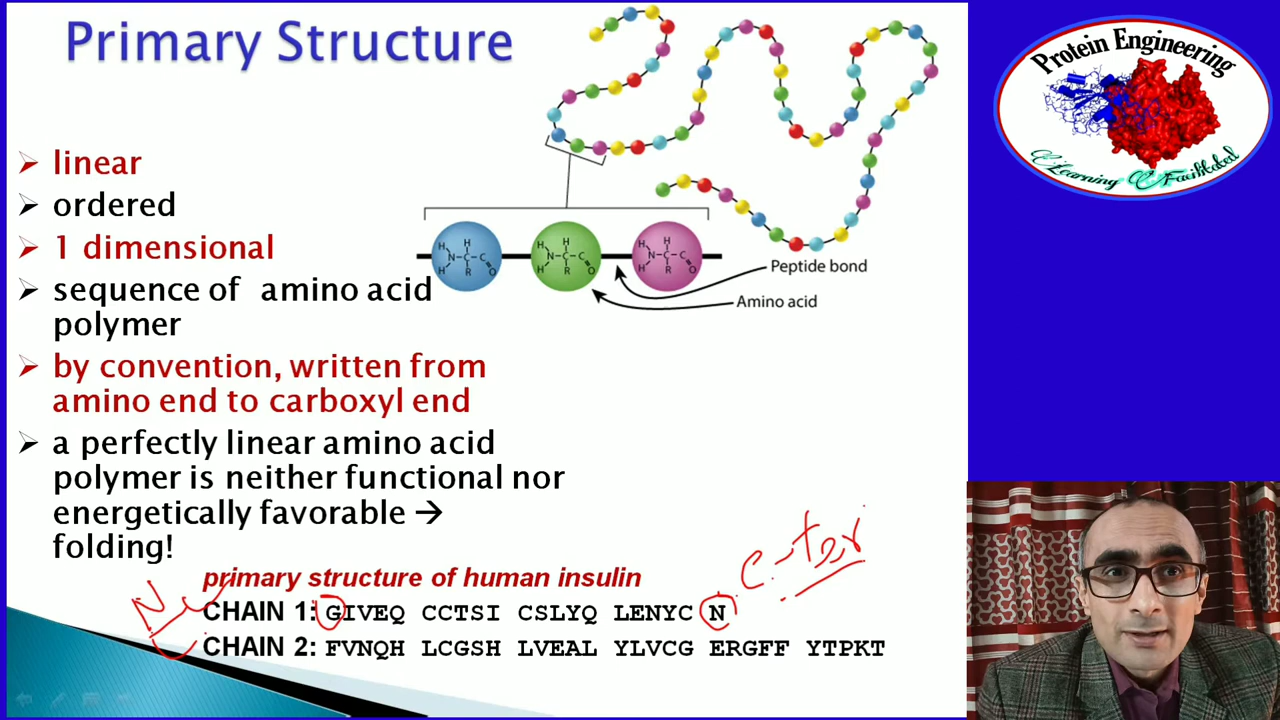 Primary Structure
Protein Engineering
Learning Facilitated
➢ linear
➢ ordered
➢ 1 dimensional
➢ sequence of amino acid
polymer
➢ by convention, written from
amino end to carboxyl end
➢ a perfectly linear amino acid
polymer is neither functional nor
energetically favorable →
folding!
H H H N C C O R
H H H N C C O R
H H H N C C O R
Peptide bond
Amino acid
primary structure of human insulin
CHAIN 1: GIVEQ CCTSI CSLYQ LENYC N
CHAIN 2: FVNQH LCGSH LVEAL YLVCG ERGFF YTPKT
N
C-ter